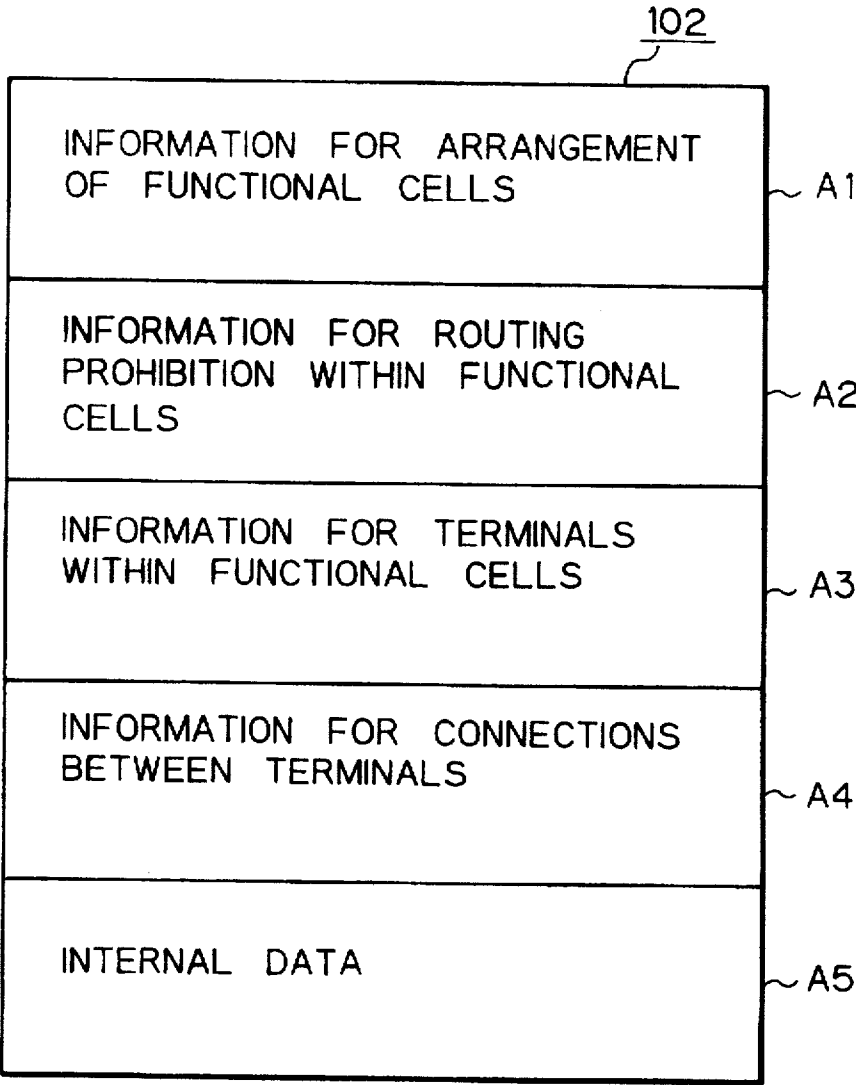 102
INFORMATION FOR ARRANGEMENT
OF FUNCTIONAL CELLS
A1
INFORMATION FOR ROUTING
PROHIBITION WITHIN FUNCTIONAL
CELLS
A2
INFORMATION FOR TERMINALS
WITHIN FUNCTIONAL CELLS
A3
INFORMATION FOR CONNECTIONS
BETWEEN TERMINALS
A4
INTERNAL DATA
A5